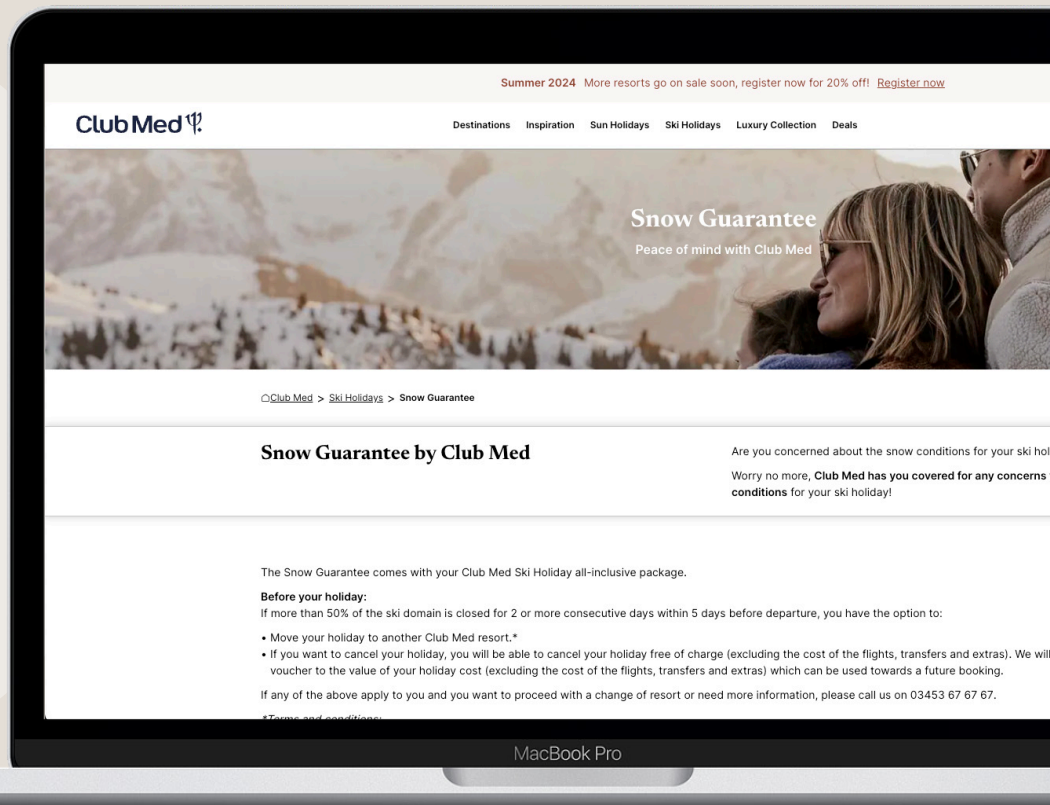 Summer 2024 More resorts go on sale soon, register now for 20% off! Register now
Club Med
Destinations Inspiration Sun Holidays Ski Holidays Luxury Collection Deals
Snow Guarantee
Peace of mind with Club Med
Club Med > Ski Holidays > Snow Guarantee
Snow Guarantee by Club Med
Are you concerned about the snow conditions for your ski hol
Worry no more, Club Med has you covered for any concerns
conditions for your ski holiday!
The Snow Guarantee comes with your Club Med Ski Holiday all-inclusive package.
Before your holiday:
If more than 50% of the ski domain is closed for 2 or more consecutive days within 5 days before departure, you have the option to:
• Move your holiday to another Club Med resort.*
• If you want to cancel your holiday, you will be able to cancel your holiday free of charge (excluding the cost of the flights, transfers and extras). We will
voucher to the value of your holiday cost (excluding the cost of the flights, transfers and extras) which can be used towards a future booking.
If any of the above apply to you and you want to proceed with a change of resort or need more information, please call us on 03453 67 67 67.
*Terms and conditions:
MacBook Pro